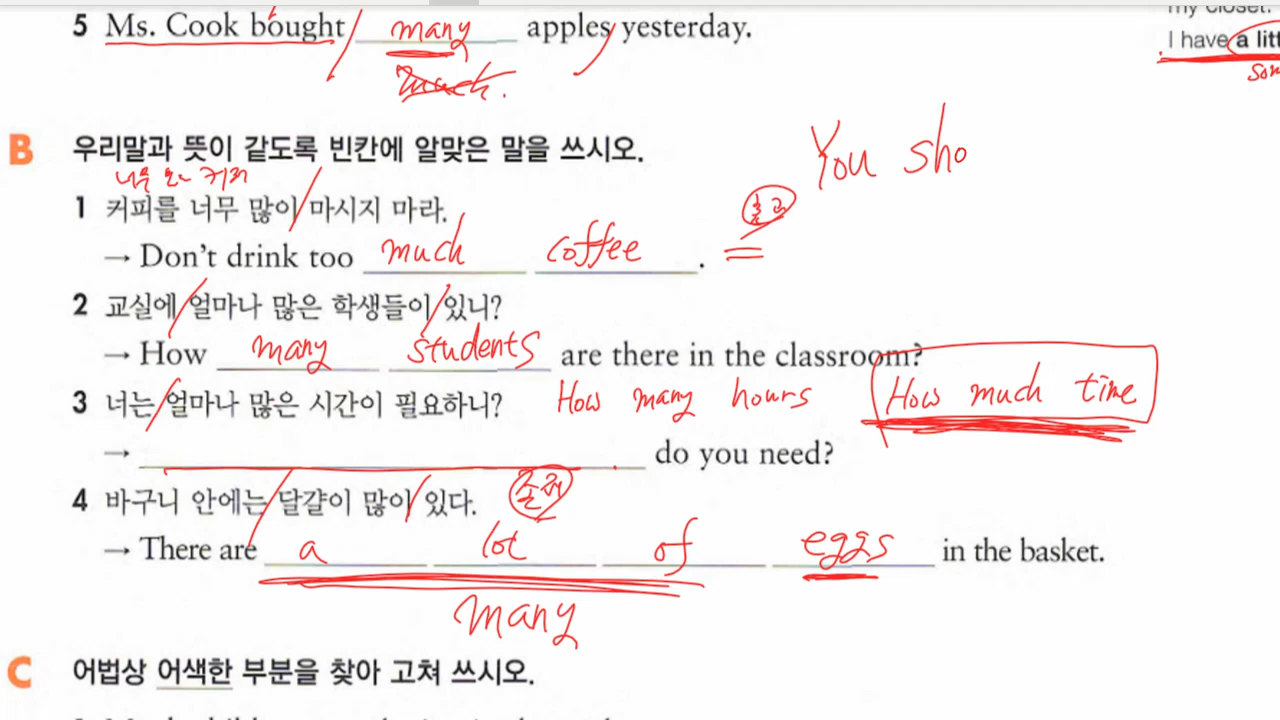 my closet.
5 Ms. Cook bought many apples yesterday.
I have a litt
som
much.
B 우리말과 뜻이 같도록 빈칸에 알맞은 말을 쓰시오.
You sho
너무 많은 커피
1 커피를 너무 많이 마시지 마라.
→ Don't drink too much coffee. =
2 교실에 얼마나 많은 학생들이 있니?
→ How many students are there in the classroom?
3 너는 얼마나 많은 시간이 필요하니? How many hours How much time
→ do you need?
4 바구니 안에는 달걀이 많이 있다. 존재
→ There are a lot of eggs in the basket.
many
C 어법상 어색한 부분을 찾아 고쳐 쓰시오.